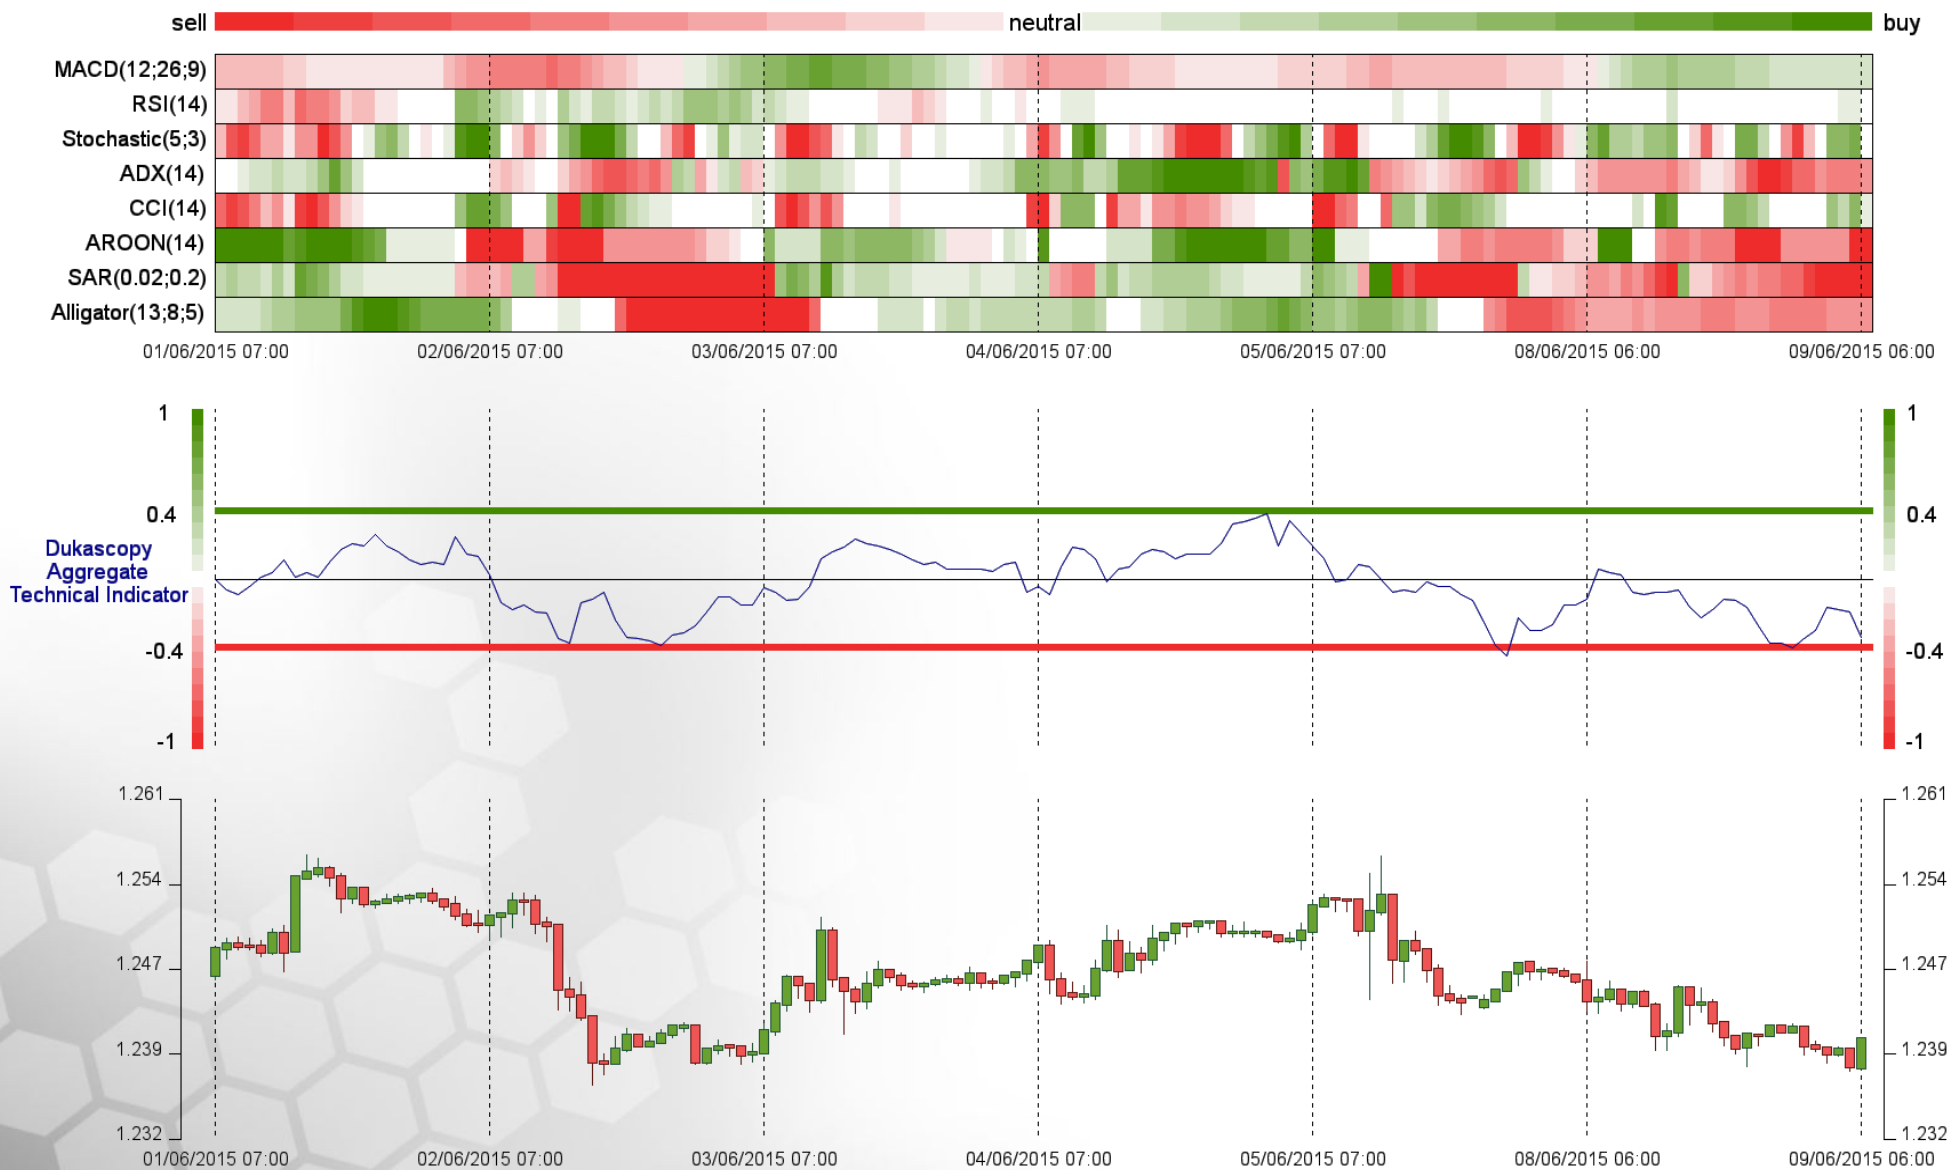 sell neutral buy
MACD(12;26;9)
RSI(14)
Stochastic(5;3)
ADX(14)
CCI(14)
AROON(14)
SAR(0.02;0.2)
Alligator(13;8;5)
01/06/2015 07:00 02/06/2015 07:00 03/06/2015 07:00 04/06/2015 07:00 05/06/2015 07:00 08/06/2015 06:00 09/06/2015 06:00
1 1
0.4 0.4
Dukascopy
Aggregate
Technical Indicator
-0.4 -0.4
-1 -1
1.261 1.261
1.254 1.254
1.247 1.247
1.239 1.239
1.232 1.232
01/06/2015 07:00 02/06/2015 07:00 03/06/2015 07:00 04/06/2015 07:00 05/06/2015 07:00 08/06/2015 06:00 09/06/2015 06:00